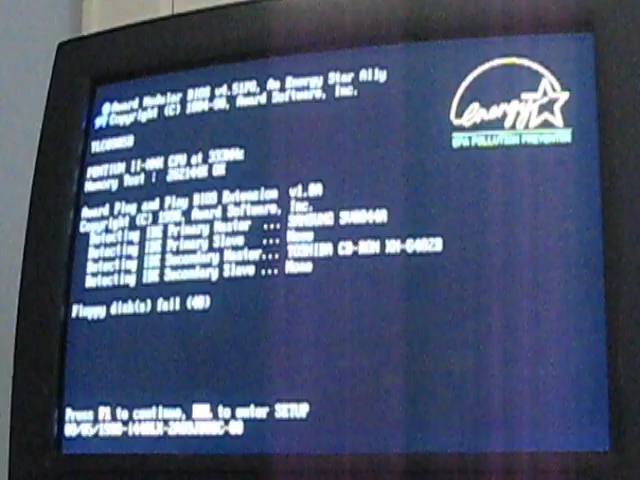 Award Modular BIOS v4.51PG, An Energy Star Ally
Copyright (C) 1984-98, Award Software, Inc.
energy
EPA POLLUTION PREVENTER
PENTIUM II-MMX CPU at 333MHz
Memory Test : 262144K OK
Award Plug and Play BIOS Extension v1.0A
Copyright (C) 1998, Award Software, Inc.
Detecting IDE Primary Master ... SAMSUNG
Detecting IDE Primary Slave ... None
Detecting IDE Secondary Master... TOSHIBA CD-ROM
Detecting IDE Secondary Slave ... None
Floppy disk(s) fail (40)
Press F1 to continue, DEL to enter SETUP